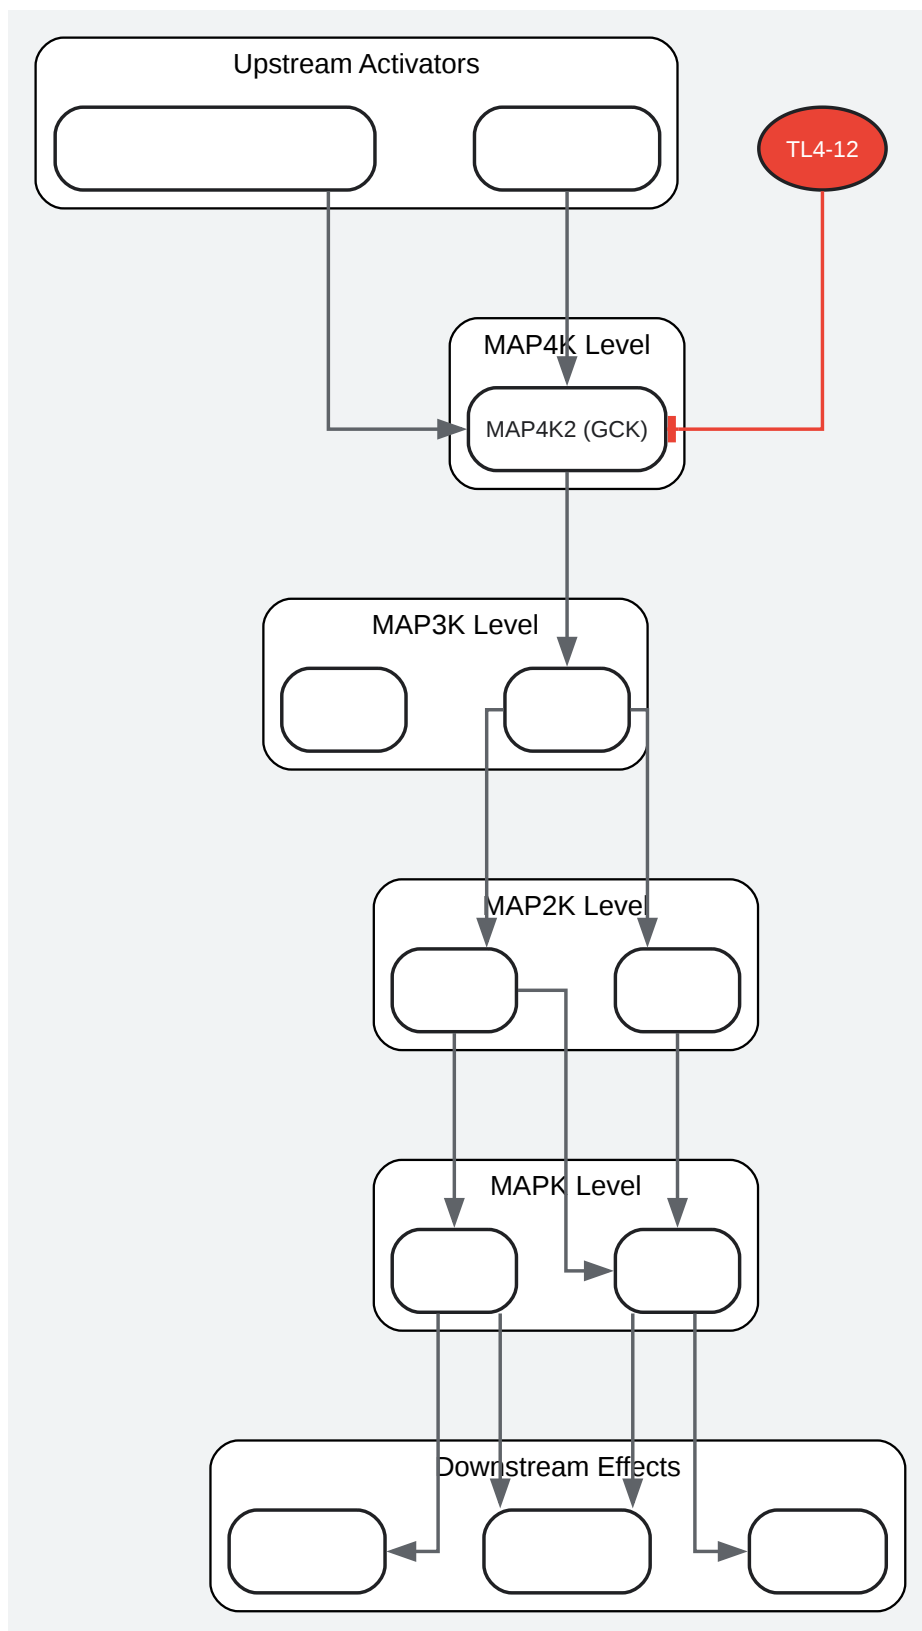 Upstream Activators
TL4-12
MAP4K Level
MAP4K2 (GCK)
MAP3K Level
MAP2K Level
MAPK Level
Downstream Effects